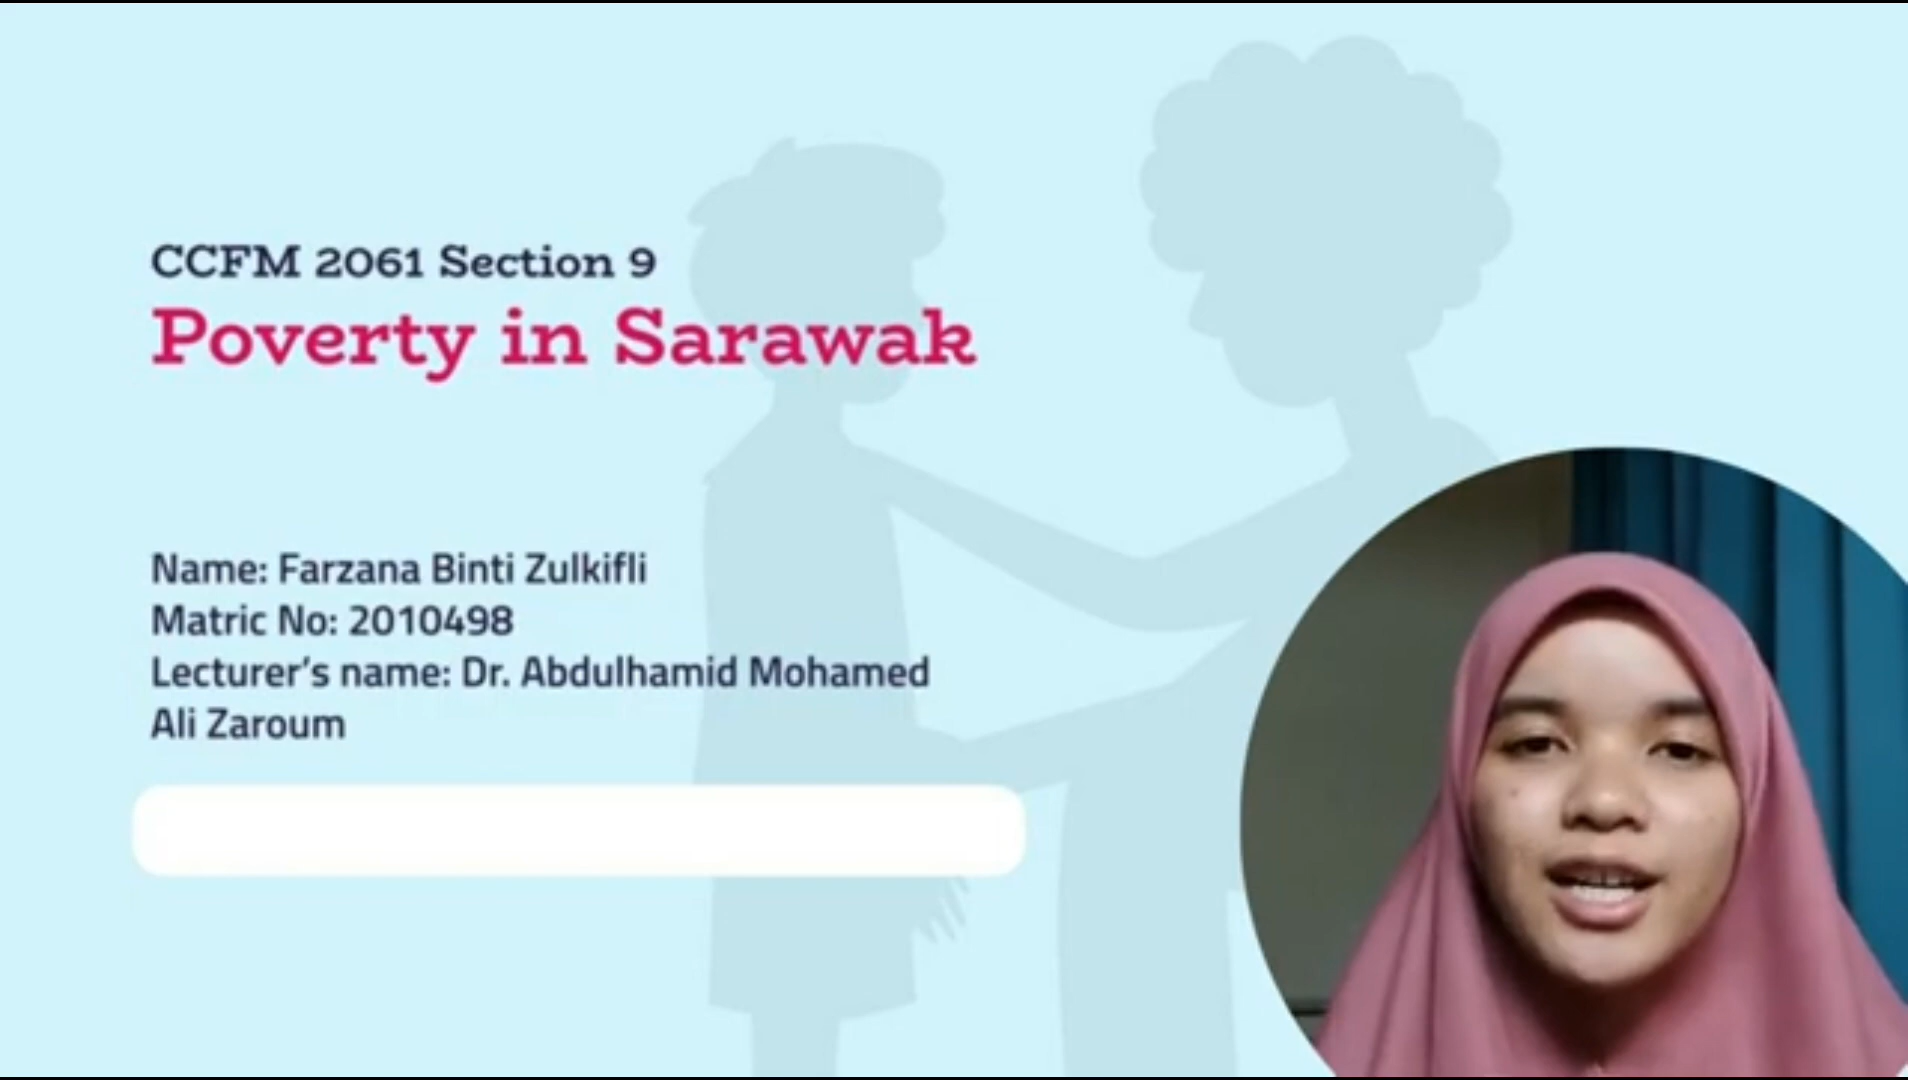 CCFM 2061 Section 9
Poverty in Sarawak
Name: Farzana Binti Zulkifli
Matric No: 2010498
Lecturer’s name: Dr. Abdulhamid Mohamed
Ali Zaroum